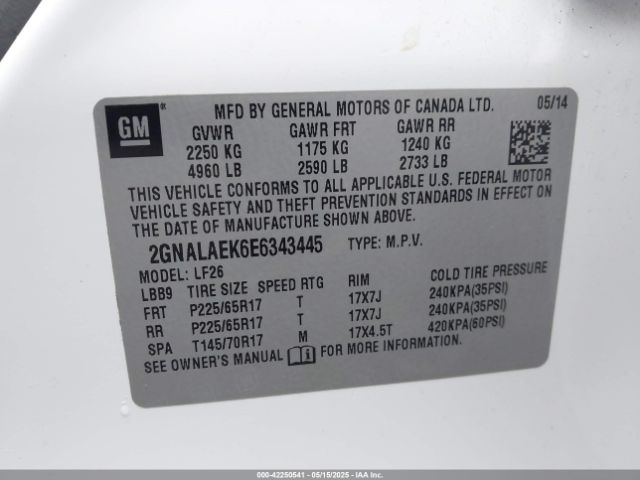 GM
MFD BY GENERAL MOTORS OF CANADA LTD. 05/14
GVWR GAWR FRT GAWR RR
2250 KG 1175 KG 1240 KG
4960 LB 2590 LB 2733 LB
THIS VEHICLE CONFORMS TO ALL APPLICABLE U.S. FEDERAL MOTOR
VEHICLE SAFETY AND THEFT PREVENTION STANDARDS IN EFFECT ON
THE DATE OF MANUFACTURE SHOWN ABOVE.
2GNALAEK6E6343445 TYPE: M.P.V.
MODEL: LF26
LBB9 TIRE SIZE SPEED RTG RIM COLD TIRE PRESSURE
FRT P225/65R17 T 17X7J 240KPA(35PSI)
RR P225/65R17 T 17X7J 240KPA(35PSI)
SPA T145/70R17 M 17X4.5T 420KPA(60PSI)
SEE OWNER'S MANUAL FOR MORE INFORMATION.
000-42250541 - 05/15/2025 - IAA, Inc.